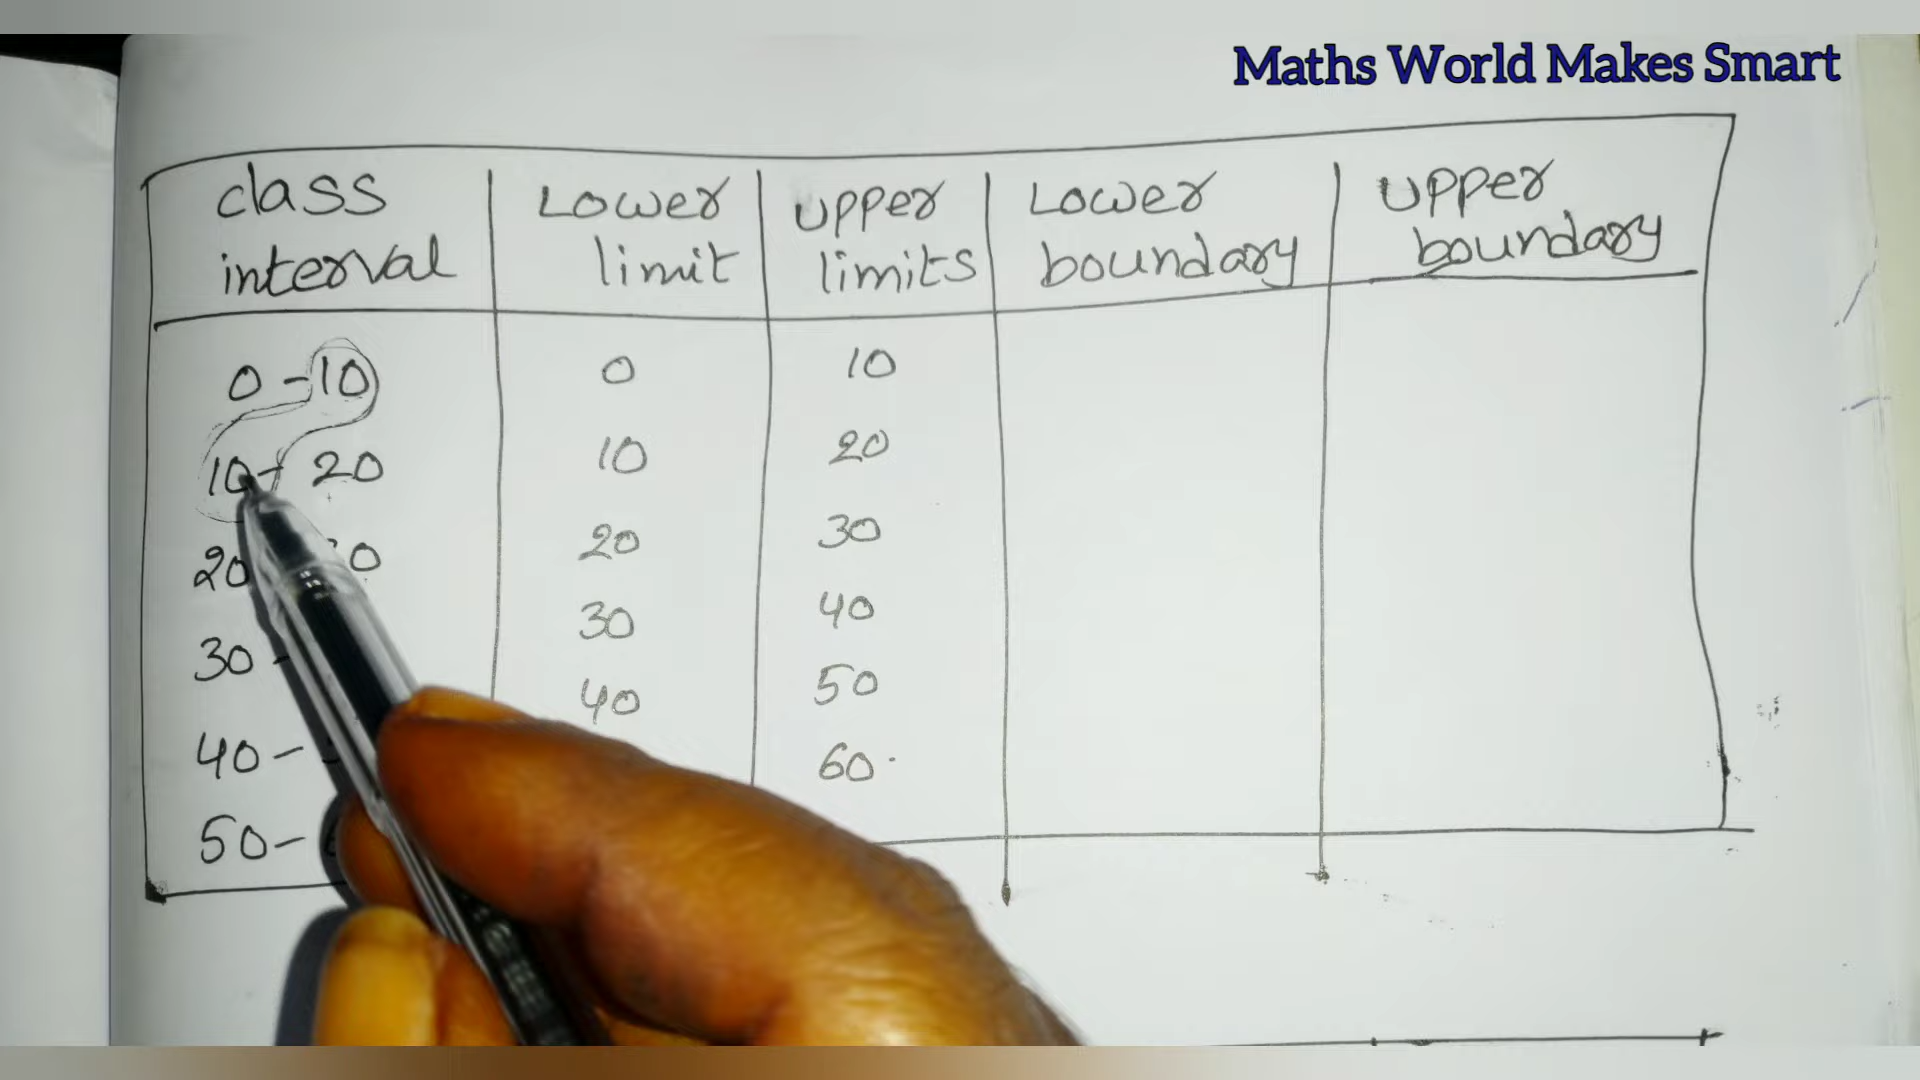 Maths World Makes Smart
class interval Lower limit upper limits Lower boundary upper boundary
0 - 10 0 10
10 - 20 10 20
20 20 30
30 - 30 40
40 - 40 50
50 - 60